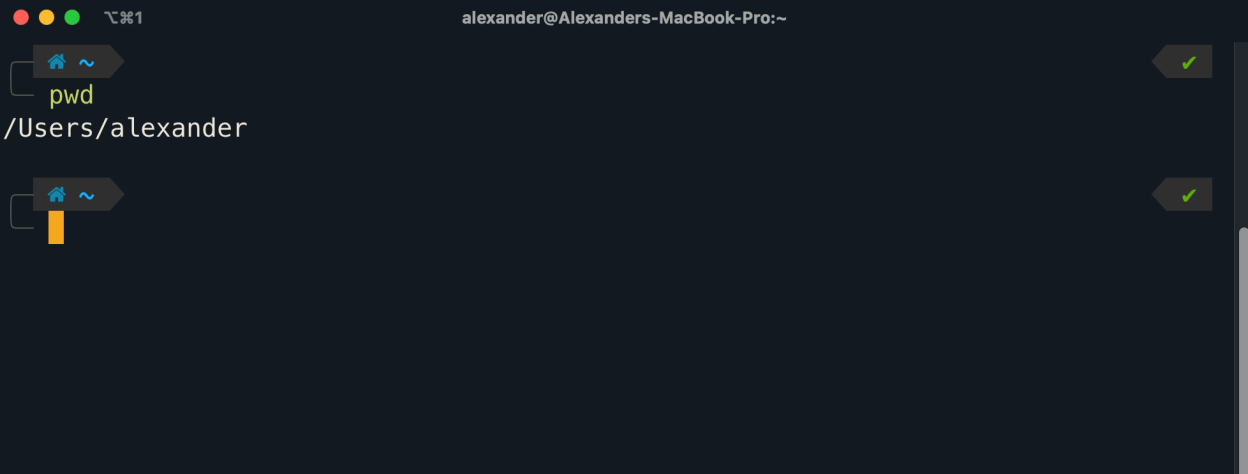 ⌥⌘1 alexander@Alexanders-MacBook-Pro:~
~ ✔
pwd
/Users/alexander
~ ✔